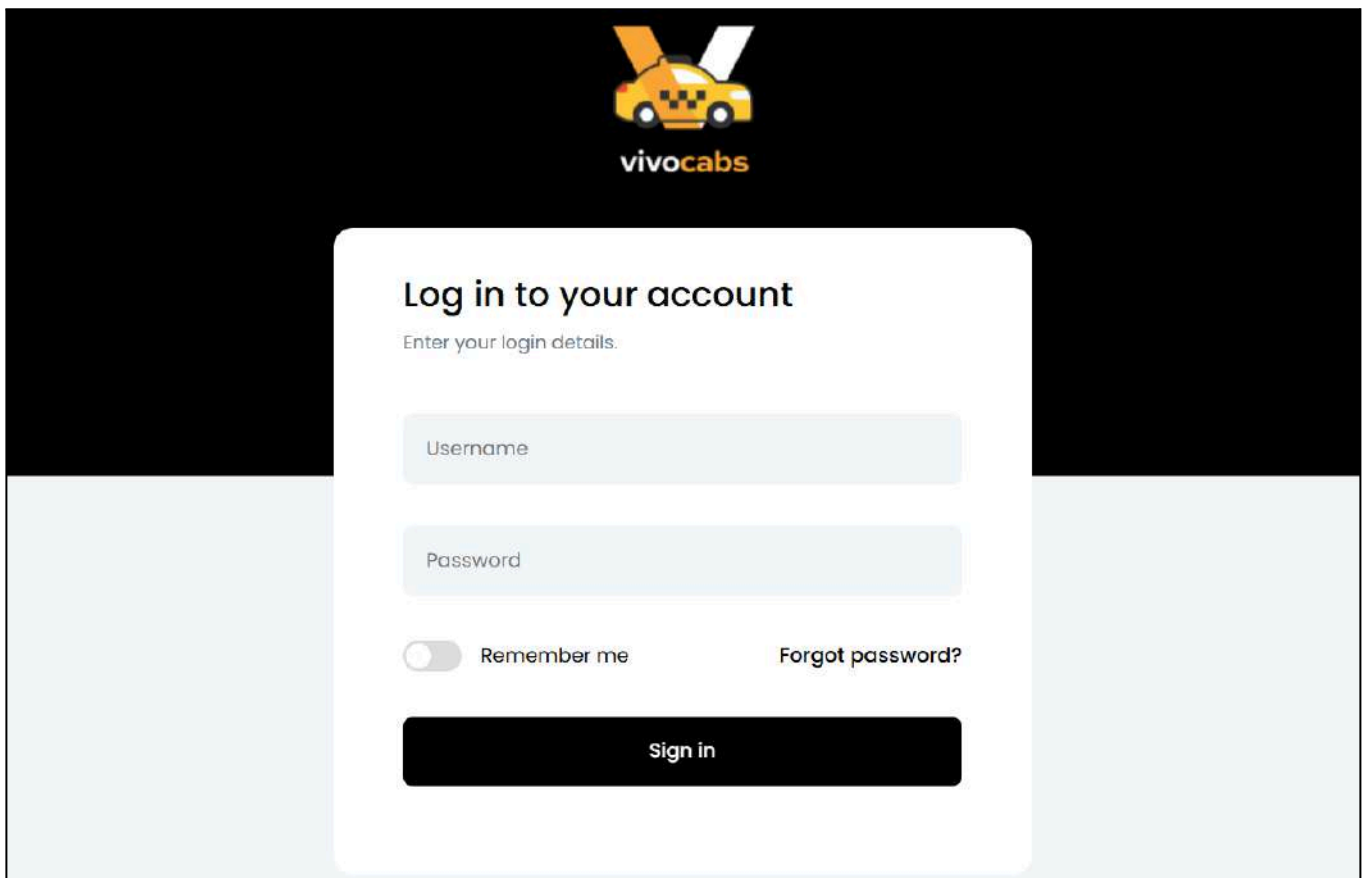 vivocabs
Log in to your account
Enter your login details.
Username
Password
Remember me Forgot password?
Sign in